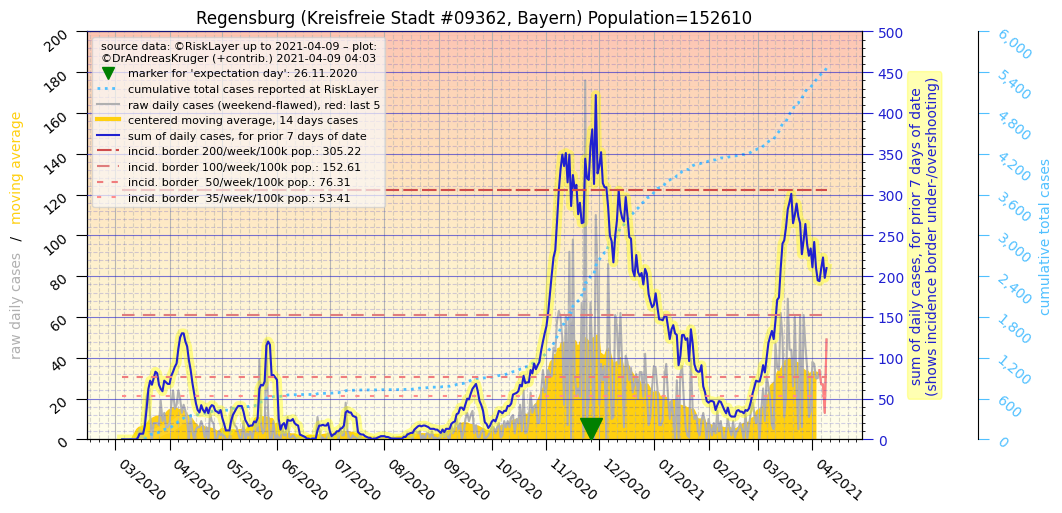 Regensburg (Kreisfreie Stadt #09362, Bayern) Population=152610
source data: ©RiskLayer up to 2021-04-09 – plot:
©DrAndreasKruger (+contrib.) 2021-04-09 04:03
marker for 'expectation day': 26.11.2020
cumulative total cases reported at RiskLayer
raw daily cases (weekend-flawed), red: last 5
centered moving average, 14 days cases
sum of daily cases, for prior 7 days of date
incid. border 200/week/100k pop.: 305.22
incid. border 100/week/100k pop.: 152.61
incid. border  50/week/100k pop.: 76.31
incid. border  35/week/100k pop.: 53.41
raw daily cases / moving average
200
180
160
140
120
100
80
60
40
20
0
03/2020
04/2020
05/2020
06/2020
07/2020
08/2020
09/2020
10/2020
11/2020
12/2020
01/2021
02/2021
03/2021
04/2021
500
450
400
350
300
250
200
150
100
50
0
sum of daily cases, for prior 7 days of date
(shows incidence border under-/overshooting)
6,000
5,400
4,800
4,200
3,600
3,000
2,400
1,800
1,200
600
0
cumulative total cases